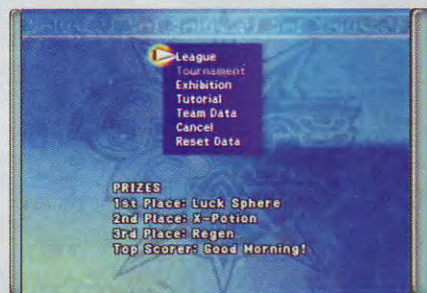 League
Tournament
Exhibition
Tutorial
Team Data
Cancel
Reset Data
PRIZES
1st Place: Luck Sphere
2nd Place: X-Potion
3rd Place: Regen
Top Scorer: Good Morning!